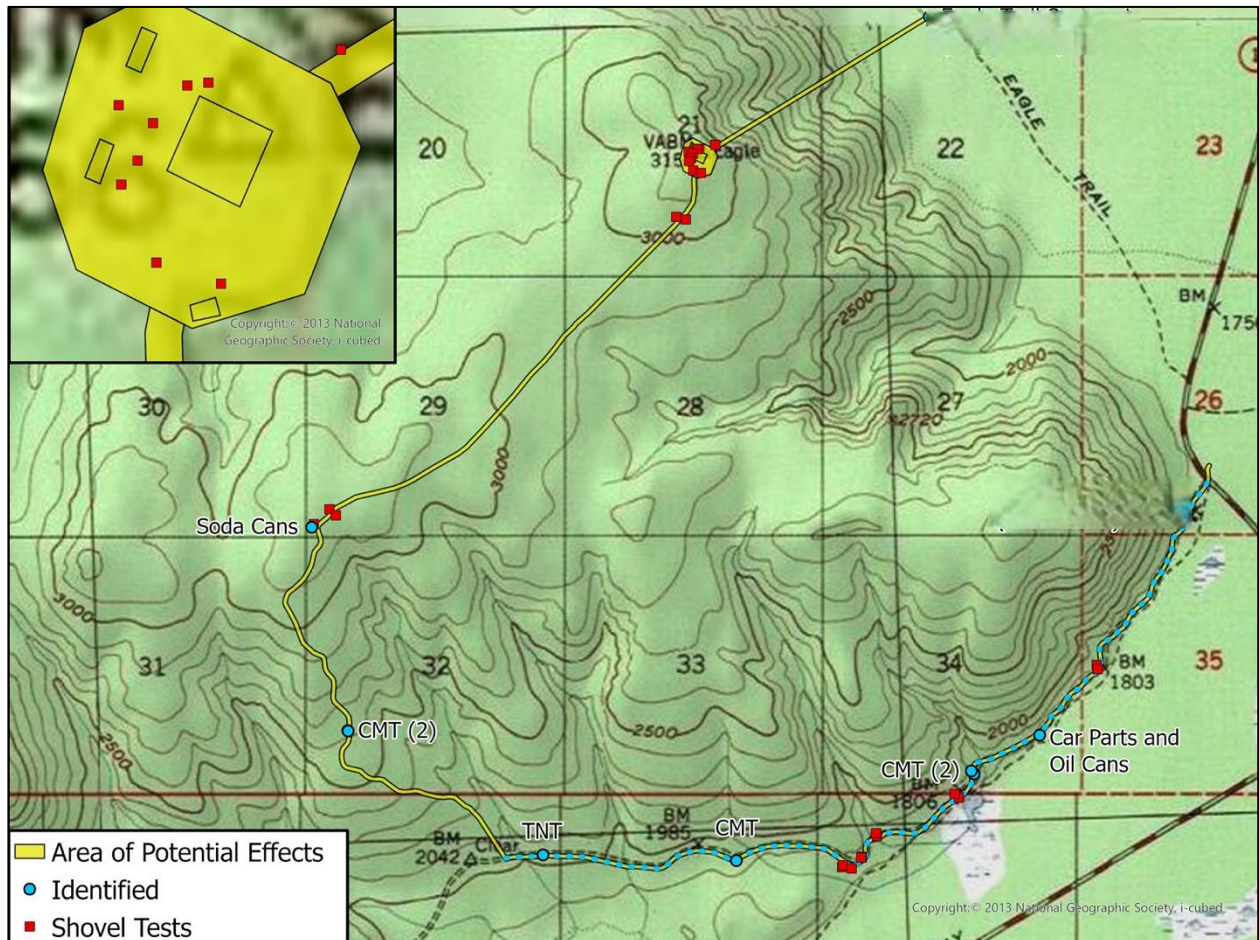 Copyright:© 2013 National
Geographic Society, i-cubed
20
21
VABM
Eagle
3000
22
EAGLE
TRAIL
23
BM
2500
2000
30
29
28
27
26
3000
Soda Cans
3000
31
32
33
34
35
BM
1803
CMT (2)
2500
2500
2000
Car Parts and
Oil Cans
CMT (2)
BM
1806
TNT
BM
1985
CMT
BM
2042
Clear
Area of Potential Effects
Identified
Shovel Tests
Copyright:© 2013 National Geographic Society, i-cubed